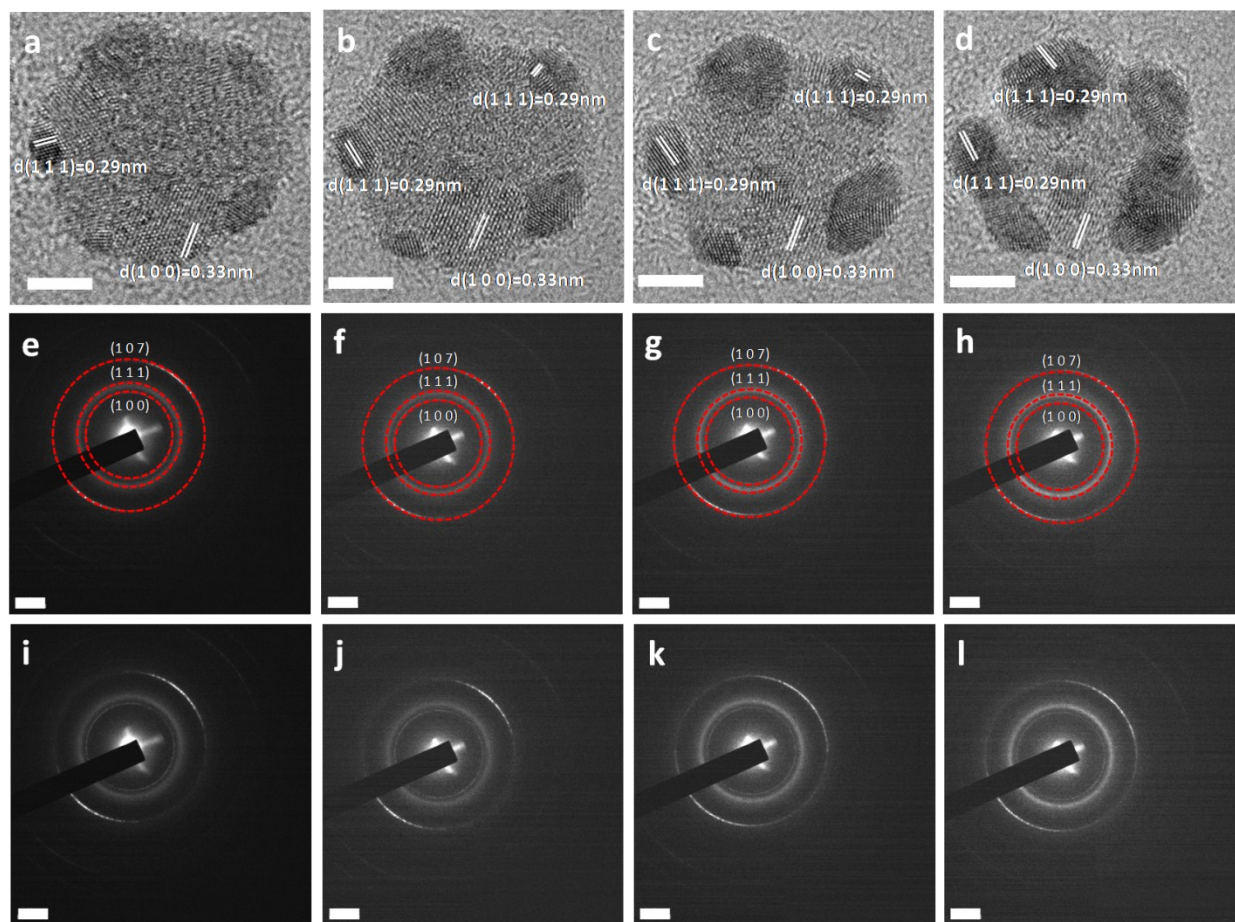 a
d(1 1 1)=0.29nm
d(1 0 0)=0.33nm
b
d(1 1 1)=0.29nm
d(1 1 1)=0.29nm
d(1 0 0)=0.33nm
c
d(1 1 1)=0.29nm
d(1 1 1)=0.29nm
d(1 0 0)=0.33nm
d
d(1 1 1)=0.29nm
d(1 1 1)=0.29nm
d(1 0 0)=0.33nm
e
(1 0 7)
(1 1 1)
(1 0 0)
f
(1 0 7)
(1 1 1)
(1 0 0)
g
(1 0 7)
(1 1 1)
(1 0 0)
h
(1 0 7)
(1 1 1)
(1 0 0)
i
j
k
l